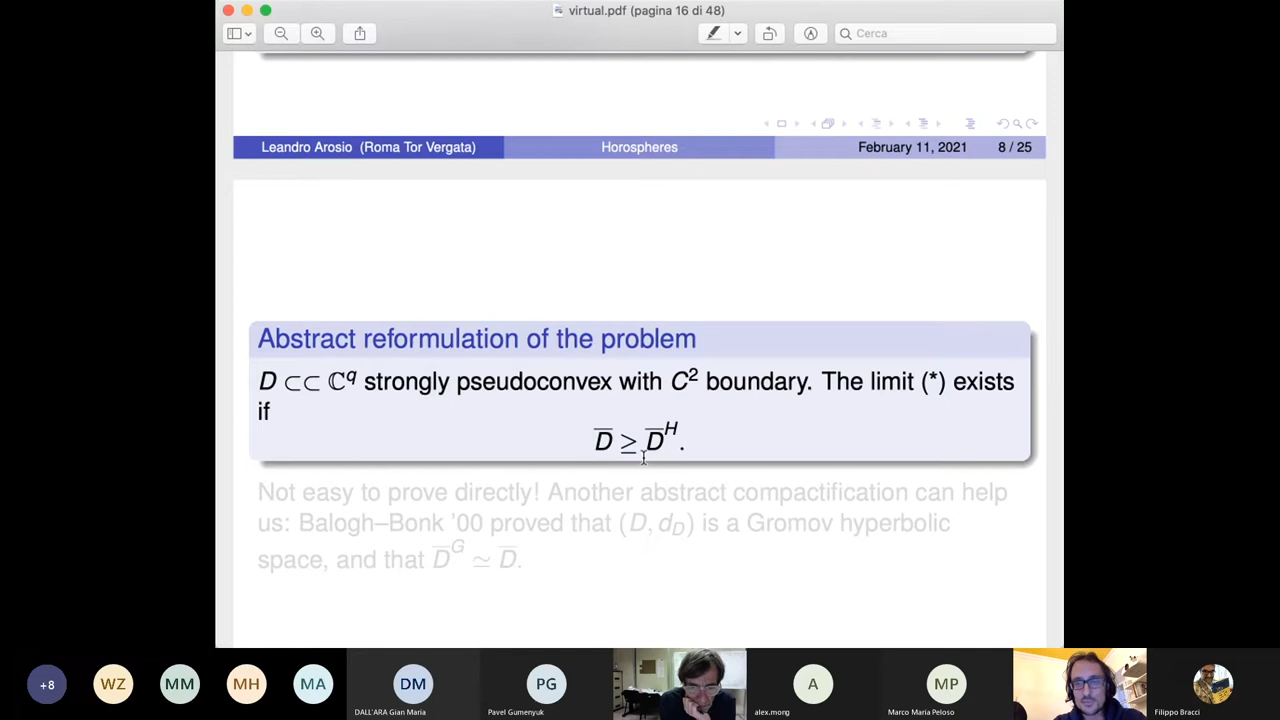 virtual.pdf (pagina 16 di 48)
Cerca
Leandro Arosio (Roma Tor Vergata) Horospheres February 11, 2021 8 / 25
Abstract reformulation of the problem
D ⊂⊂ ℂ^q strongly pseudoconvex with C² boundary. The limit (*) exists
if
D̅ ≥ D̅^H.
Not easy to prove directly! Another abstract compactification can help
us: Balogh–Bonk '00 proved that (D, d_D) is a Gromov hyperbolic
space, and that D̅^G ≃ D̅.
+8 WZ MM MH MA DM PG A MP
DALL'ARA Gian Maria Pavel Gumenyuk alex.mong Marco Maria Peloso Filippo Bracci